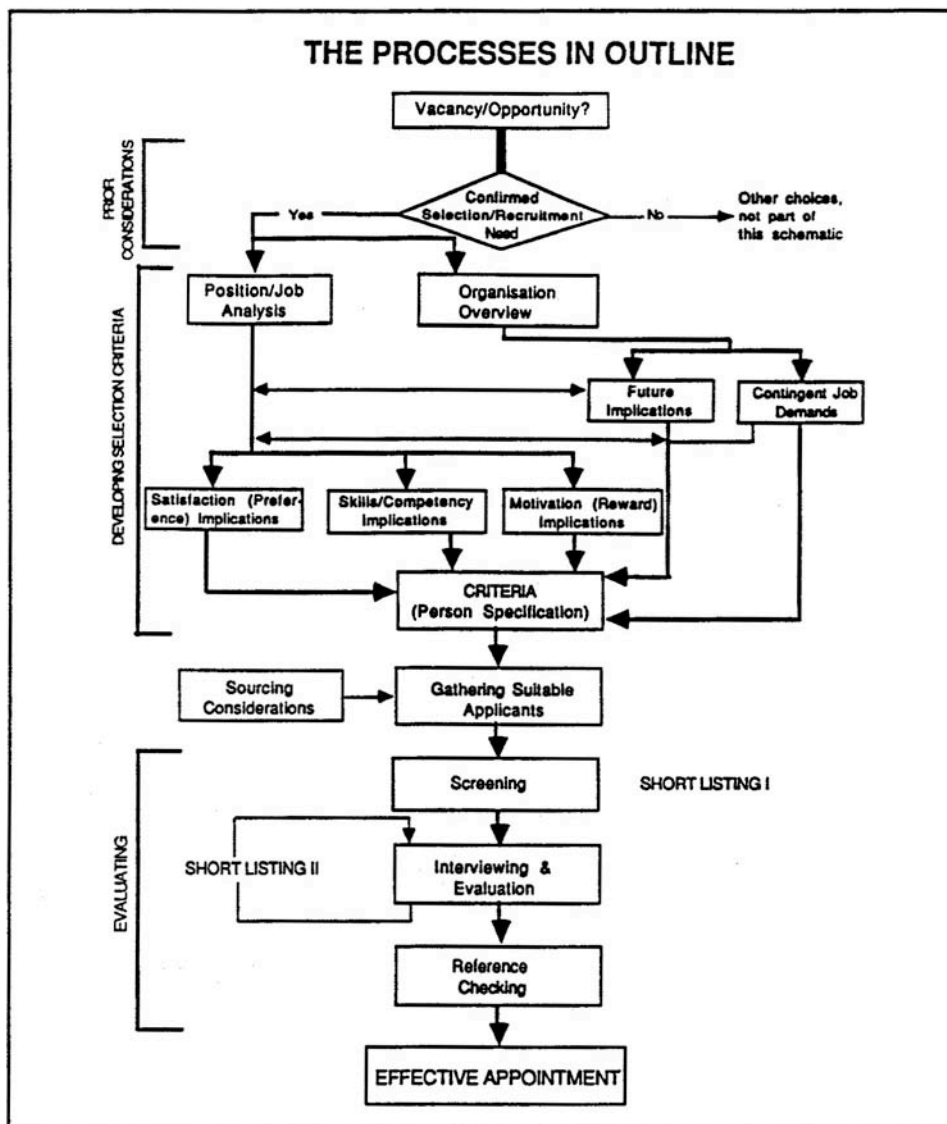 THE PROCESSES IN OUTLINE
Vacancy/Opportunity?
PRIOR
CONSIDERATIONS
Confirmed
Selection/Recruitment
Need
Yes
No
Other choices,
not part of
this schematic
DEVELOPING SELECTION CRITERIA
Position/Job
Analysis
Organisation
Overview
Future
Implications
Contingent Job
Demands
Satisfaction (Prefer-
ence) Implications
Skills/Competency
Implications
Motivation (Reward)
Implications
CRITERIA
(Person Specification)
Sourcing
Considerations
Gathering Suitable
Applicants
EVALUATING
Screening
SHORT LISTING I
SHORT LISTING II
Interviewing &
Evaluation
Reference
Checking
EFFECTIVE APPOINTMENT